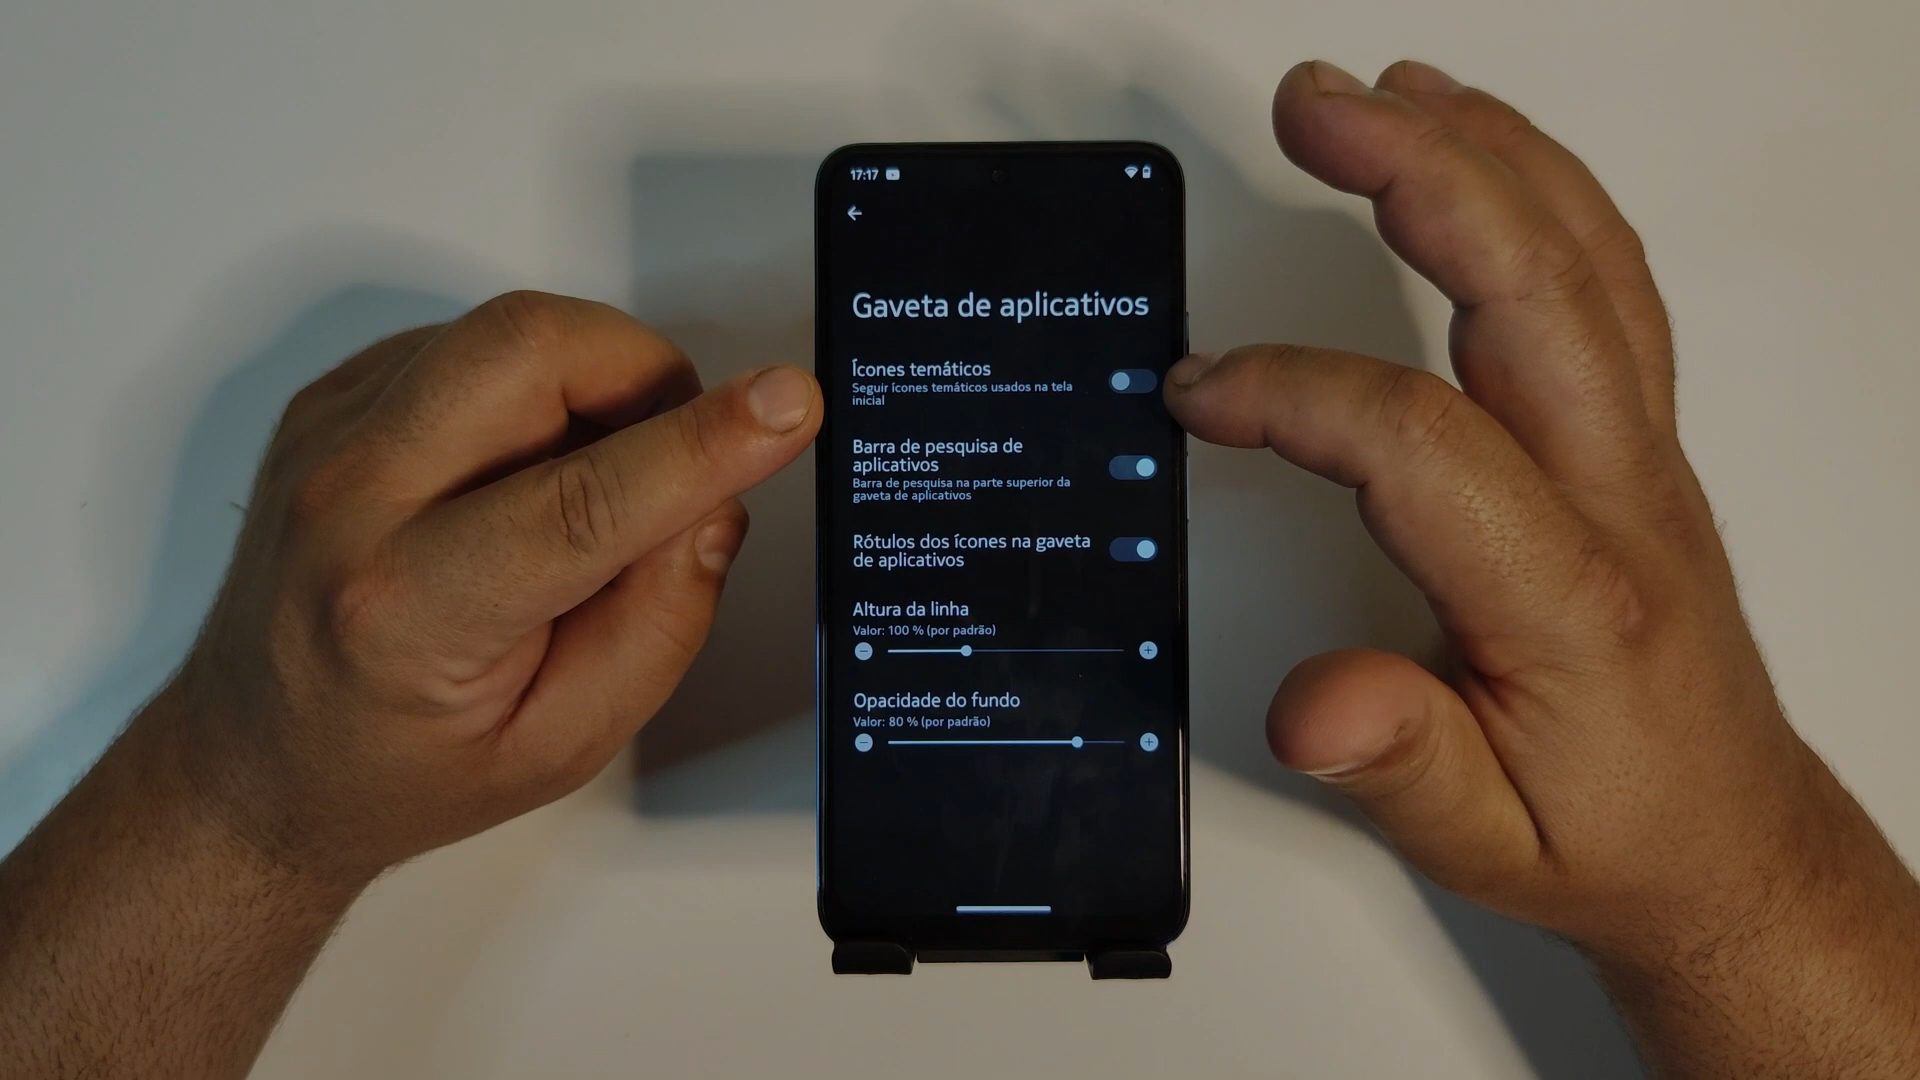 17:17
Gaveta de aplicativos
Ícones temáticos
Seguir ícones temáticos usados na tela
inicial
Barra de pesquisa de
aplicativos
Barra de pesquisa na parte superior da
gaveta de aplicativos
Rótulos dos ícones na gaveta
de aplicativos
Altura da linha
Valor: 100 % (por padrão)
Opacidade do fundo
Valor: 80 % (por padrão)